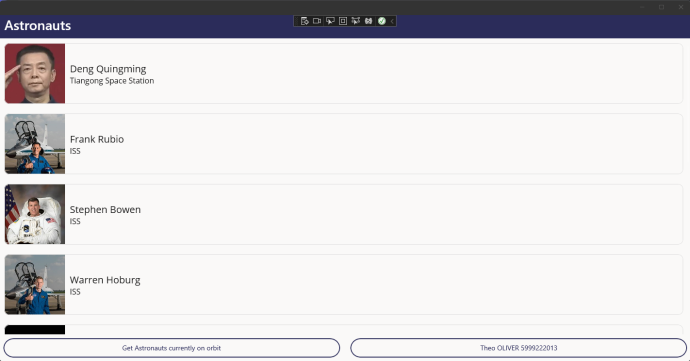 Astronauts
Deng Quingming
Tiangong Space Station
Frank Rubio
ISS
Stephen Bowen
ISS
Warren Hoburg
ISS
Get Astronauts currently on orbit
Theo OLIVER 5999222013